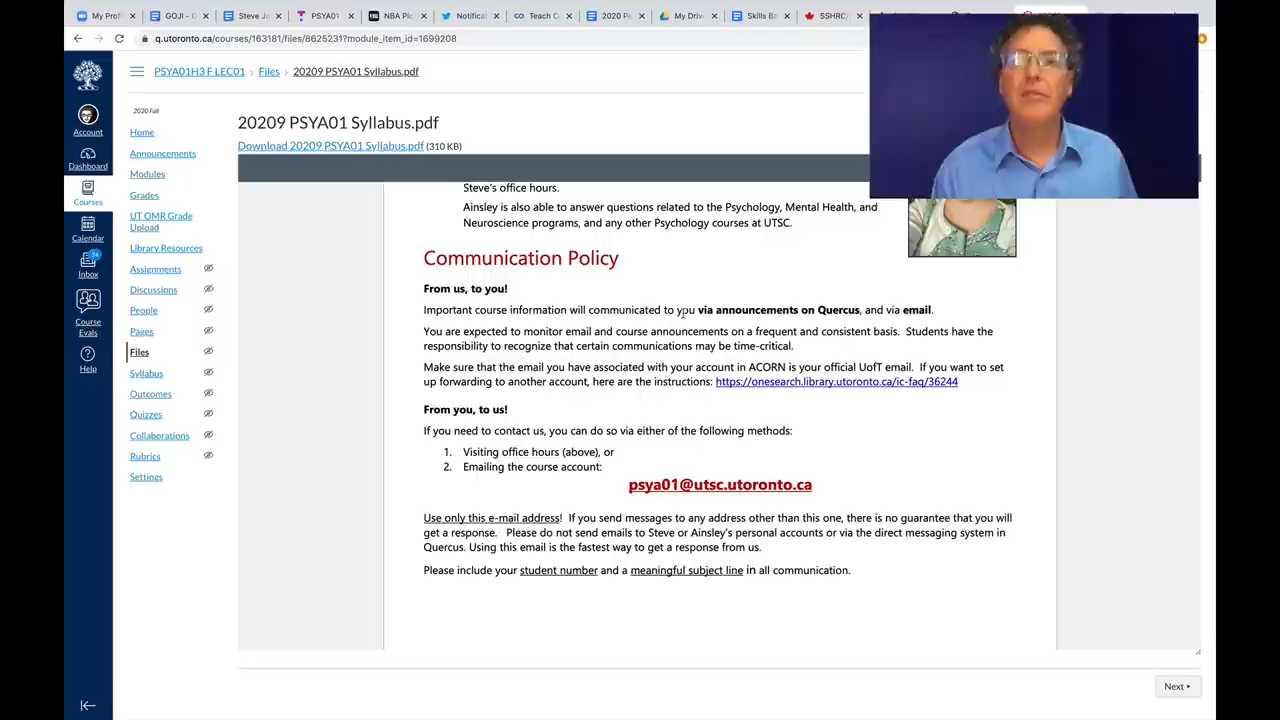 My Profi
GOJI – G
Steve Ja
PSYA01
NBA Pic
Notificat
Teach C
2020 P
My Driv
Skills Ba
SSHRC/
q.utoronto.ca/courses/163181/files/8625231?module_item_id=1699208
PSYA01H3 F LEC01 › Files › 20209 PSYA01 Syllabus.pdf
Account
Dashboard
Courses
Calendar
74
Inbox
Course
Evals
Help
2020 Fall
Home
Announcements
Modules
Grades
UT OMR Grade
Upload
Library Resources
Assignments
Discussions
People
Pages
Files
Syllabus
Outcomes
Quizzes
Collaborations
Rubrics
Settings
20209 PSYA01 Syllabus.pdf
Download 20209 PSYA01 Syllabus.pdf (310 KB)
Steve's office hours.
Ainsley is also able to answer questions related to the Psychology, Mental Health, and
Neuroscience programs, and any other Psychology courses at UTSC.
Communication Policy
From us, to you!
Important course information will communicated to you via announcements on Quercus, and via email.
You are expected to monitor email and course announcements on a frequent and consistent basis. Students have the
responsibility to recognize that certain communications may be time-critical.
Make sure that the email you have associated with your account in ACORN is your official UofT email. If you want to set
up forwarding to another account, here are the instructions: https://onesearch.library.utoronto.ca/ic-faq/36244
From you, to us!
If you need to contact us, you can do so via either of the following methods:
1. Visiting office hours (above), or
2. Emailing the course account:
psya01@utsc.utoronto.ca
Use only this e-mail address! If you send messages to any address other than this one, there is no guarantee that you will
get a response. Please do not send emails to Steve or Ainsley's personal accounts or via the direct messaging system in
Quercus. Using this email is the fastest way to get a response from us.
Please include your student number and a meaningful subject line in all communication.
Next ▸